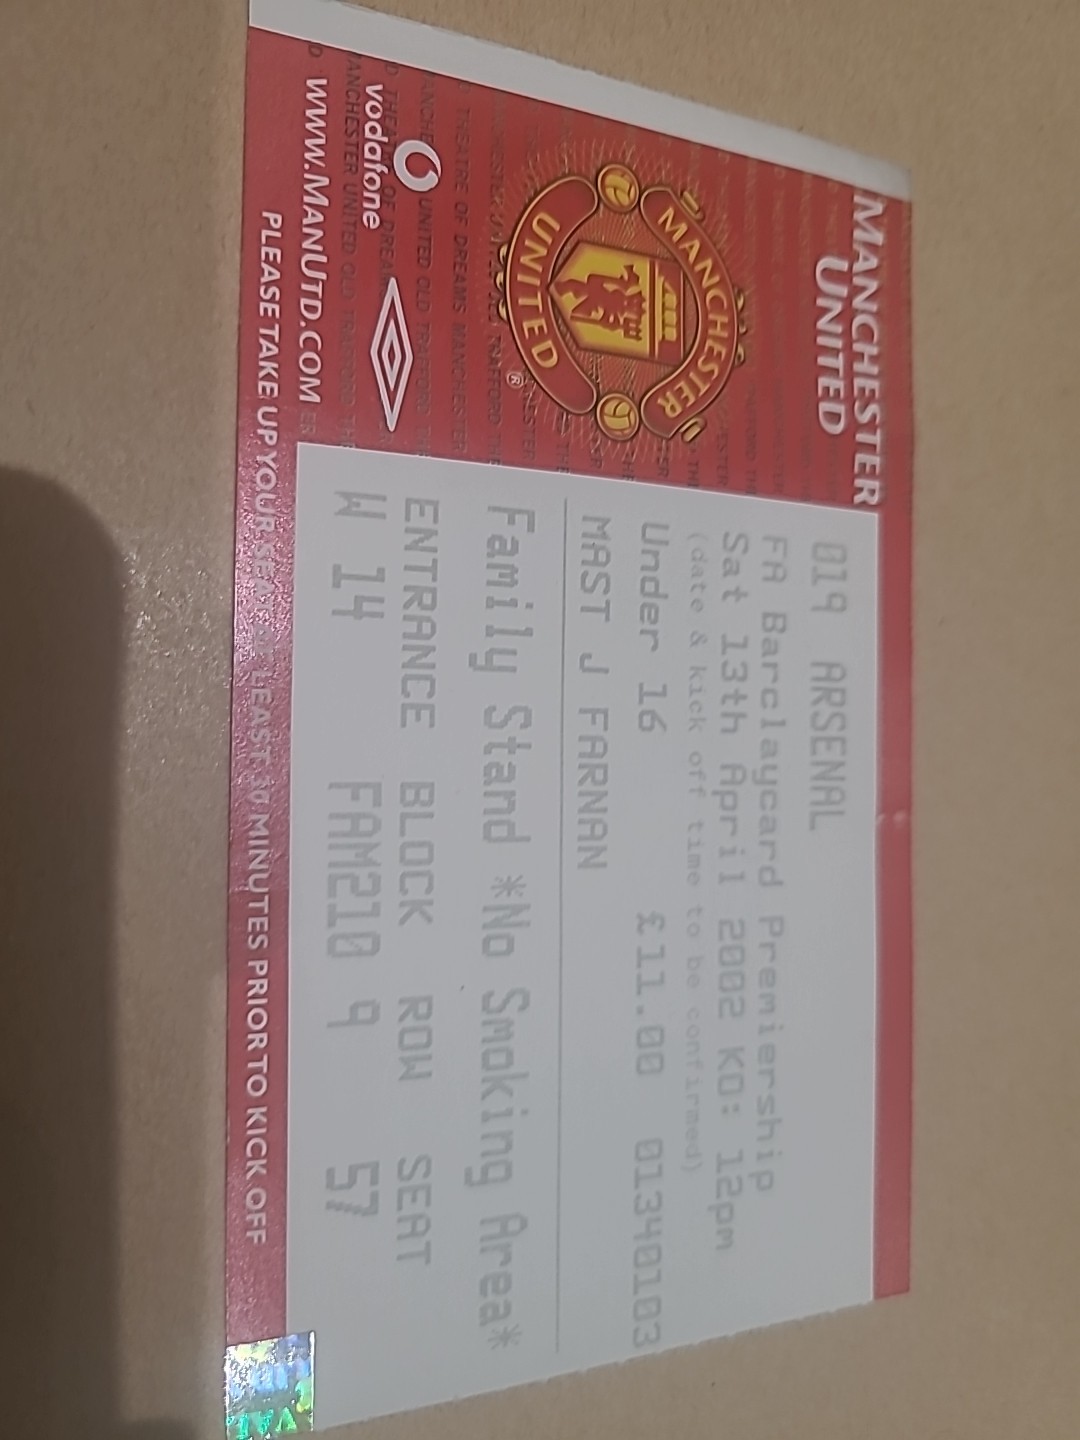 MANCHESTER
UNITED
MANCHESTER
UNITED
®
vodafone
WWW.MANUTD.COM
PLEASE TAKE UP YOUR SEAT AT LEAST 30 MINUTES PRIOR TO KICK OFF
019 ARSENAL
FA Barclaycard Premiership
Sat 13th April 2002 KO: 12pm
(date & kick off time to be confirmed)
Under 16 £11.00 01340103
MAST J FARNAN
Family Stand *No Smoking Area*
ENTRANCE BLOCK ROW SEAT
W 14 FAM210 9 57